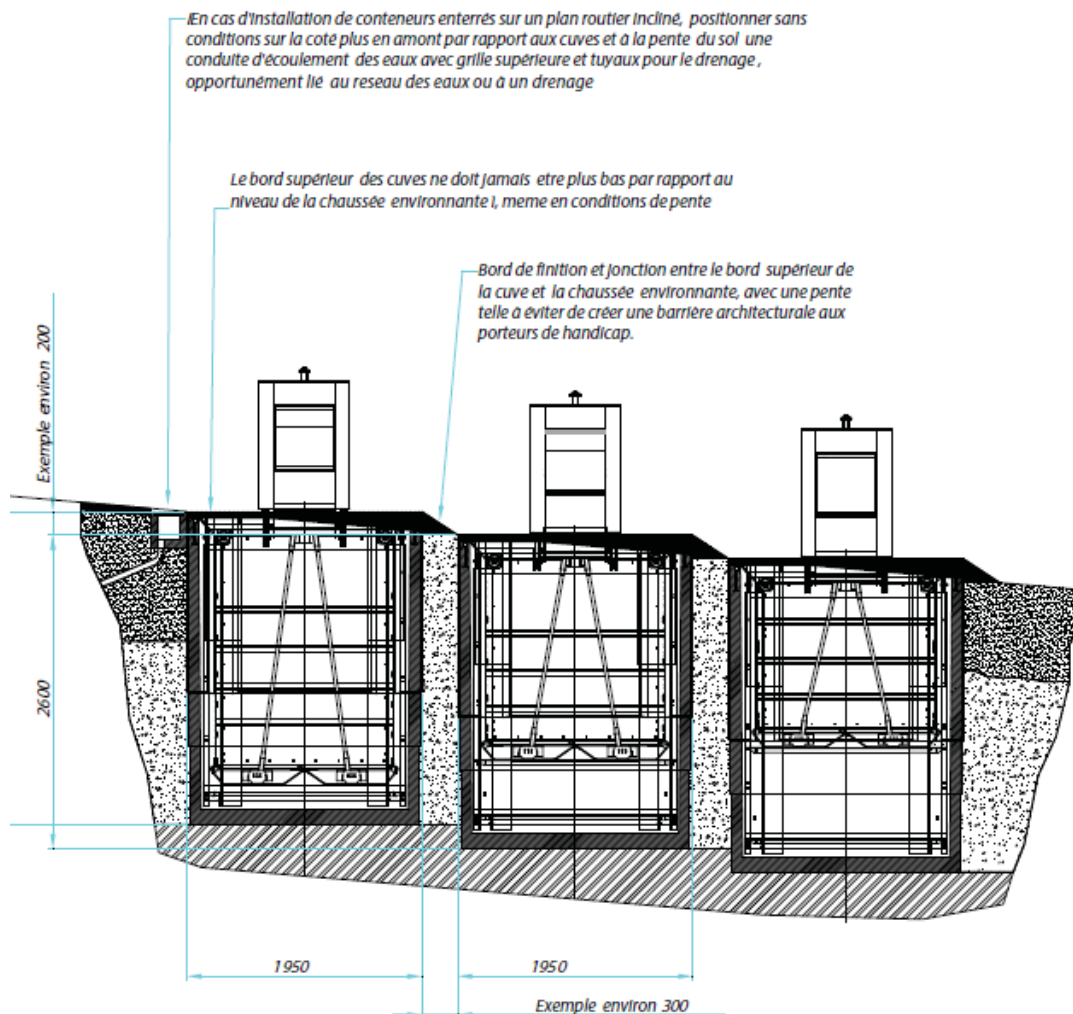 En cas d'installation de conteneurs enterrés sur un plan routier incliné, positionner sans
conditions sur la coté plus en amont par rapport aux cuves et à la pente du sol une
conduite d'écoulement des eaux avec grille supérieure et tuyaux pour le drenage ,
opportunément lié au reseau des eaux ou à un drenage
Le bord supérieur des cuves ne doit jamais etre plus bas par rapport au
niveau de la chaussée environnante l, meme en conditions de pente
Bord de finition et jonction entre le bord supérieur de
la cuve et la chaussée environnante, avec une pente
telle à éviter de créer une barrière architecturale aux
porteurs de handicap.
Exemple environ 200
2600
1950
1950
Exemple environ 300